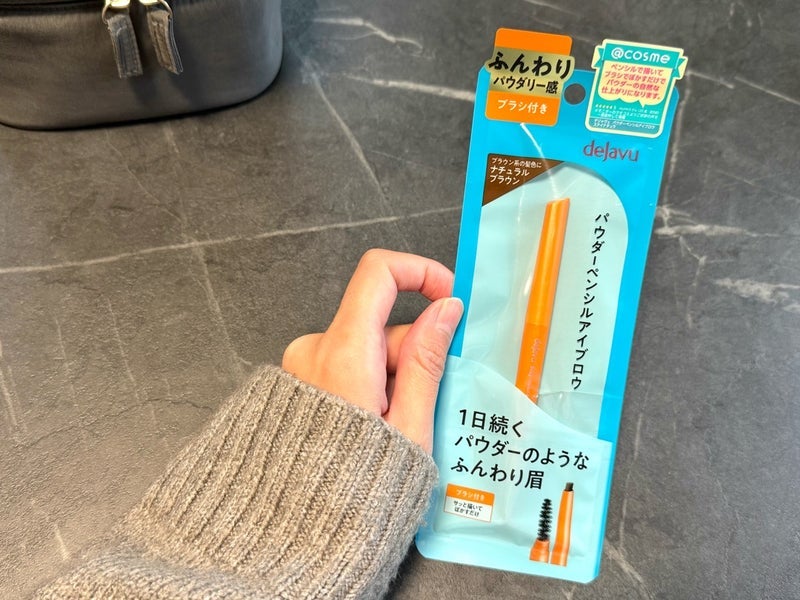 ふんわり
パウダリー感
ブラシ付き
@cosme
ペンシルで描いて
ブラシでぼかすだけで
パウダーの自然な
仕上がりになります。
dejavu
ブラウン系の髪色に
ナチュラル
ブラウン
パウダーペンシルアイブロウ
1日続く
パウダーのような
ふんわり眉
ブラシ付き
サッと描いて
ぼかすだけ